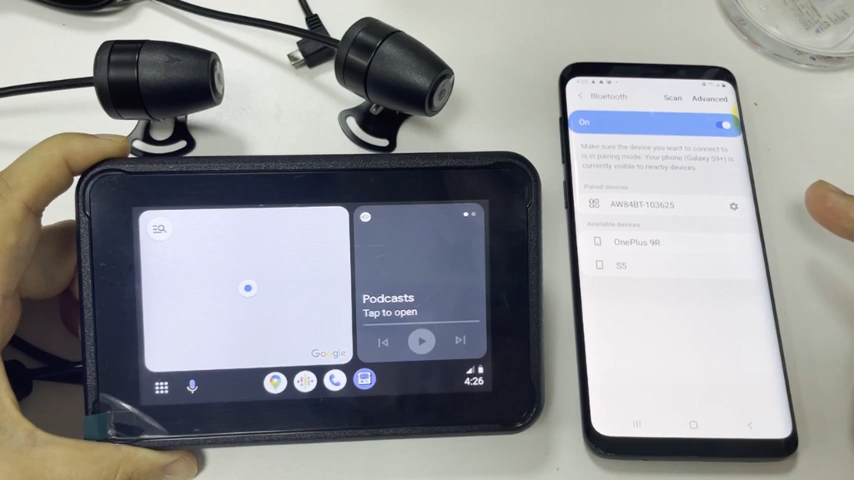 Google
Podcasts
Tap to open
4:26
Bluetooth
Scan
Advanced
On
Make sure the device you want to connect to
is in pairing mode. Your phone (Galaxy S9+) is
currently visible to nearby devices.
Paired devices
AW84BT-103625
Available devices
OnePlus 9R
S5